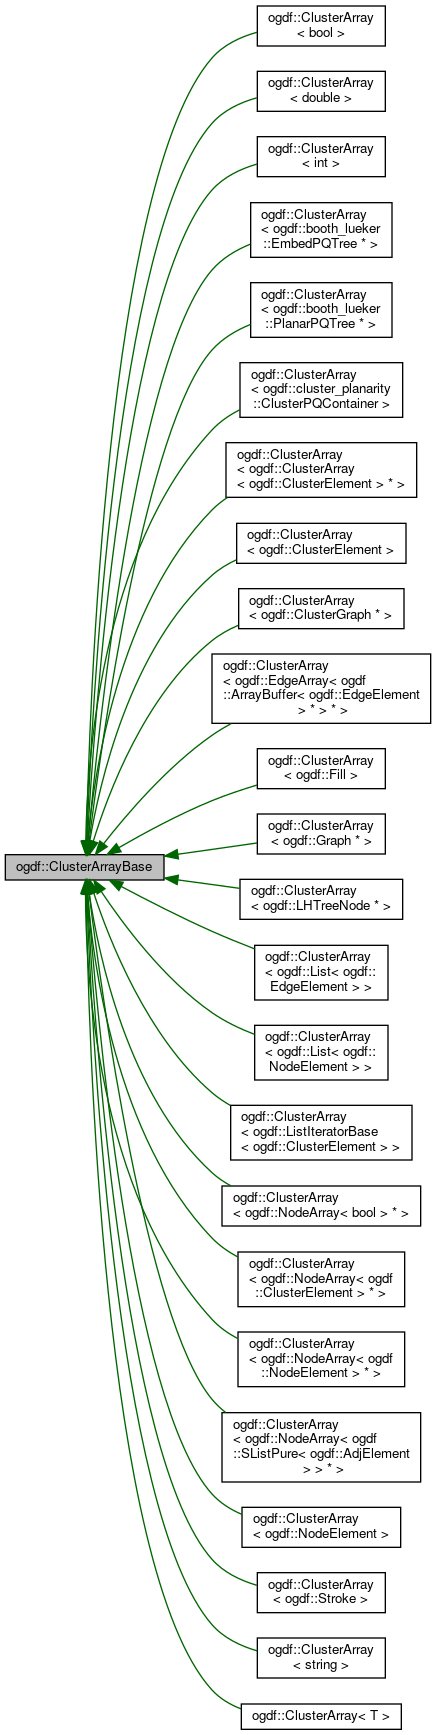 ogdf::ClusterArray
< bool >
ogdf::ClusterArray
< double >
ogdf::ClusterArray
< int >
ogdf::ClusterArray
< ogdf::booth_lueker
::EmbedPQTree * >
ogdf::ClusterArray
< ogdf::booth_lueker
::PlanarPQTree * >
ogdf::ClusterArray
< ogdf::cluster_planarity
::ClusterPQContainer >
ogdf::ClusterArray
< ogdf::ClusterArray
< ogdf::ClusterElement > * >
ogdf::ClusterArray
< ogdf::ClusterElement >
ogdf::ClusterArray
< ogdf::ClusterGraph * >
ogdf::ClusterArray
< ogdf::EdgeArray< ogdf
::ArrayBuffer< ogdf::EdgeElement
> * > * >
ogdf::ClusterArray
< ogdf::Fill >
ogdf::ClusterArray
< ogdf::Graph * >
ogdf::ClusterArrayBase
ogdf::ClusterArray
< ogdf::LHTreeNode * >
ogdf::ClusterArray
< ogdf::List< ogdf::
EdgeElement > >
ogdf::ClusterArray
< ogdf::List< ogdf::
NodeElement > >
ogdf::ClusterArray
< ogdf::ListIteratorBase
< ogdf::ClusterElement > >
ogdf::ClusterArray
< ogdf::NodeArray< bool > * >
ogdf::ClusterArray
< ogdf::NodeArray< ogdf
::ClusterElement > * >
ogdf::ClusterArray
< ogdf::NodeArray< ogdf
::NodeElement > * >
ogdf::ClusterArray
< ogdf::NodeArray< ogdf
::SListPure< ogdf::AdjElement
> > * >
ogdf::ClusterArray
< ogdf::NodeElement >
ogdf::ClusterArray
< ogdf::Stroke >
ogdf::ClusterArray
< string >
ogdf::ClusterArray< T >